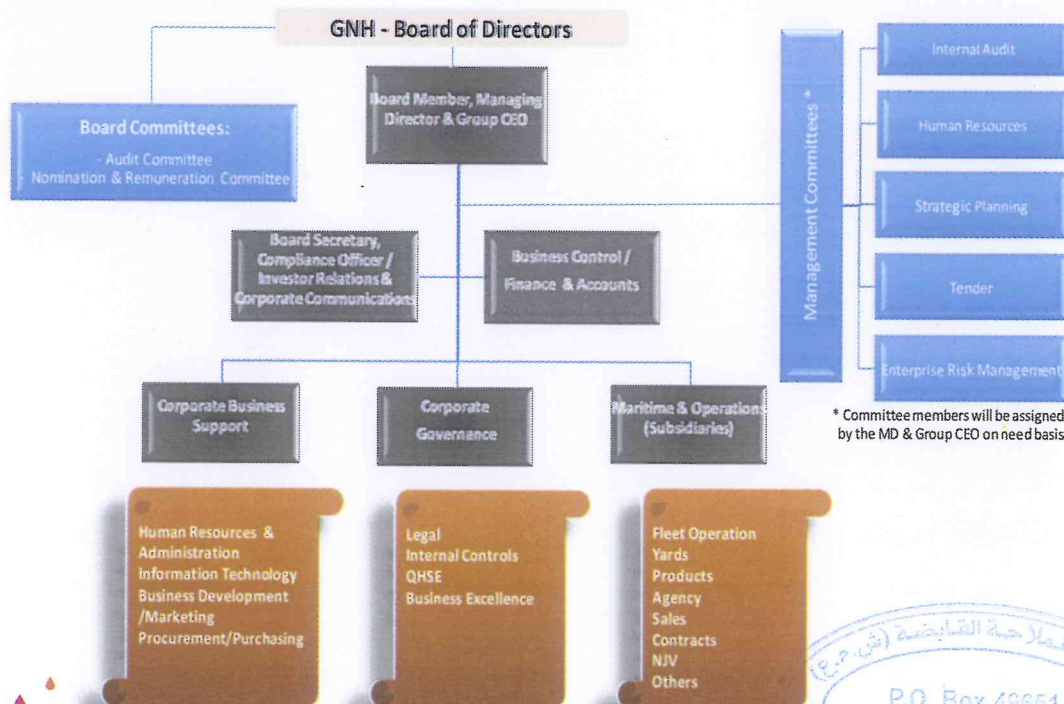 GNH - Board of Directors
Board Member, Managing
Director & Group CEO
Board Committees:
- Audit Committee
Nomination & Remuneration Committee
Management Committees *
Internal Audit
Human Resources
Strategic Planning
Tender
Enterprise Risk Management
* Committee members will be assigned
by the MD & Group CEO on need basis
Board Secretary,
Compliance Officer /
Investor Relations &
Corporate Communication
Business Control /
Finance & Accounts
Corporate Business
Support
Corporate
Governance
Maritime & Operations
(Subsidiaries)
Human Resources &
Administration
Information Technology
Business Development
/Marketing
Procurement/Purchasing
Legal
Internal Controls
QHSE
Business Excellence
Fleet Operation
Yards
Products
Agency
Sales
Contracts
NJV
Others
القابضة (ش.م.ع)
P.O. Box 49651